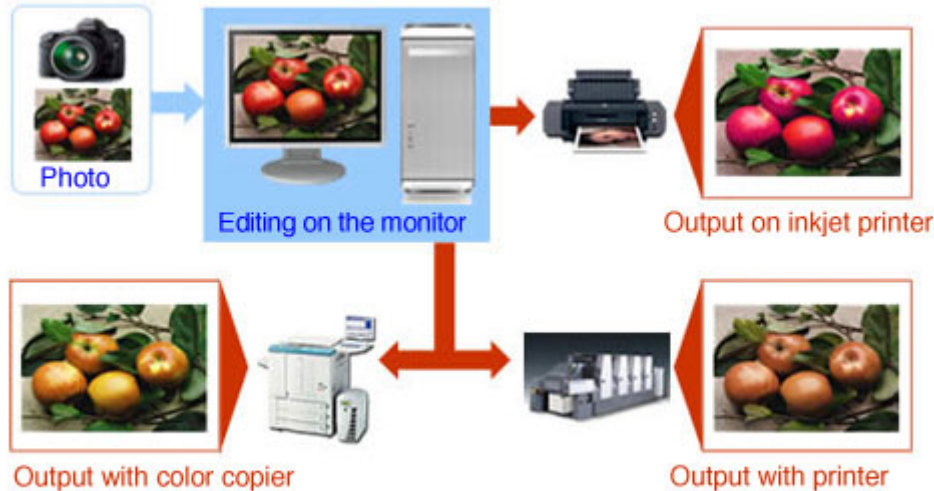 Photo
Editing on the monitor
Output on inkjet printer
Output with color copier
Output with printer